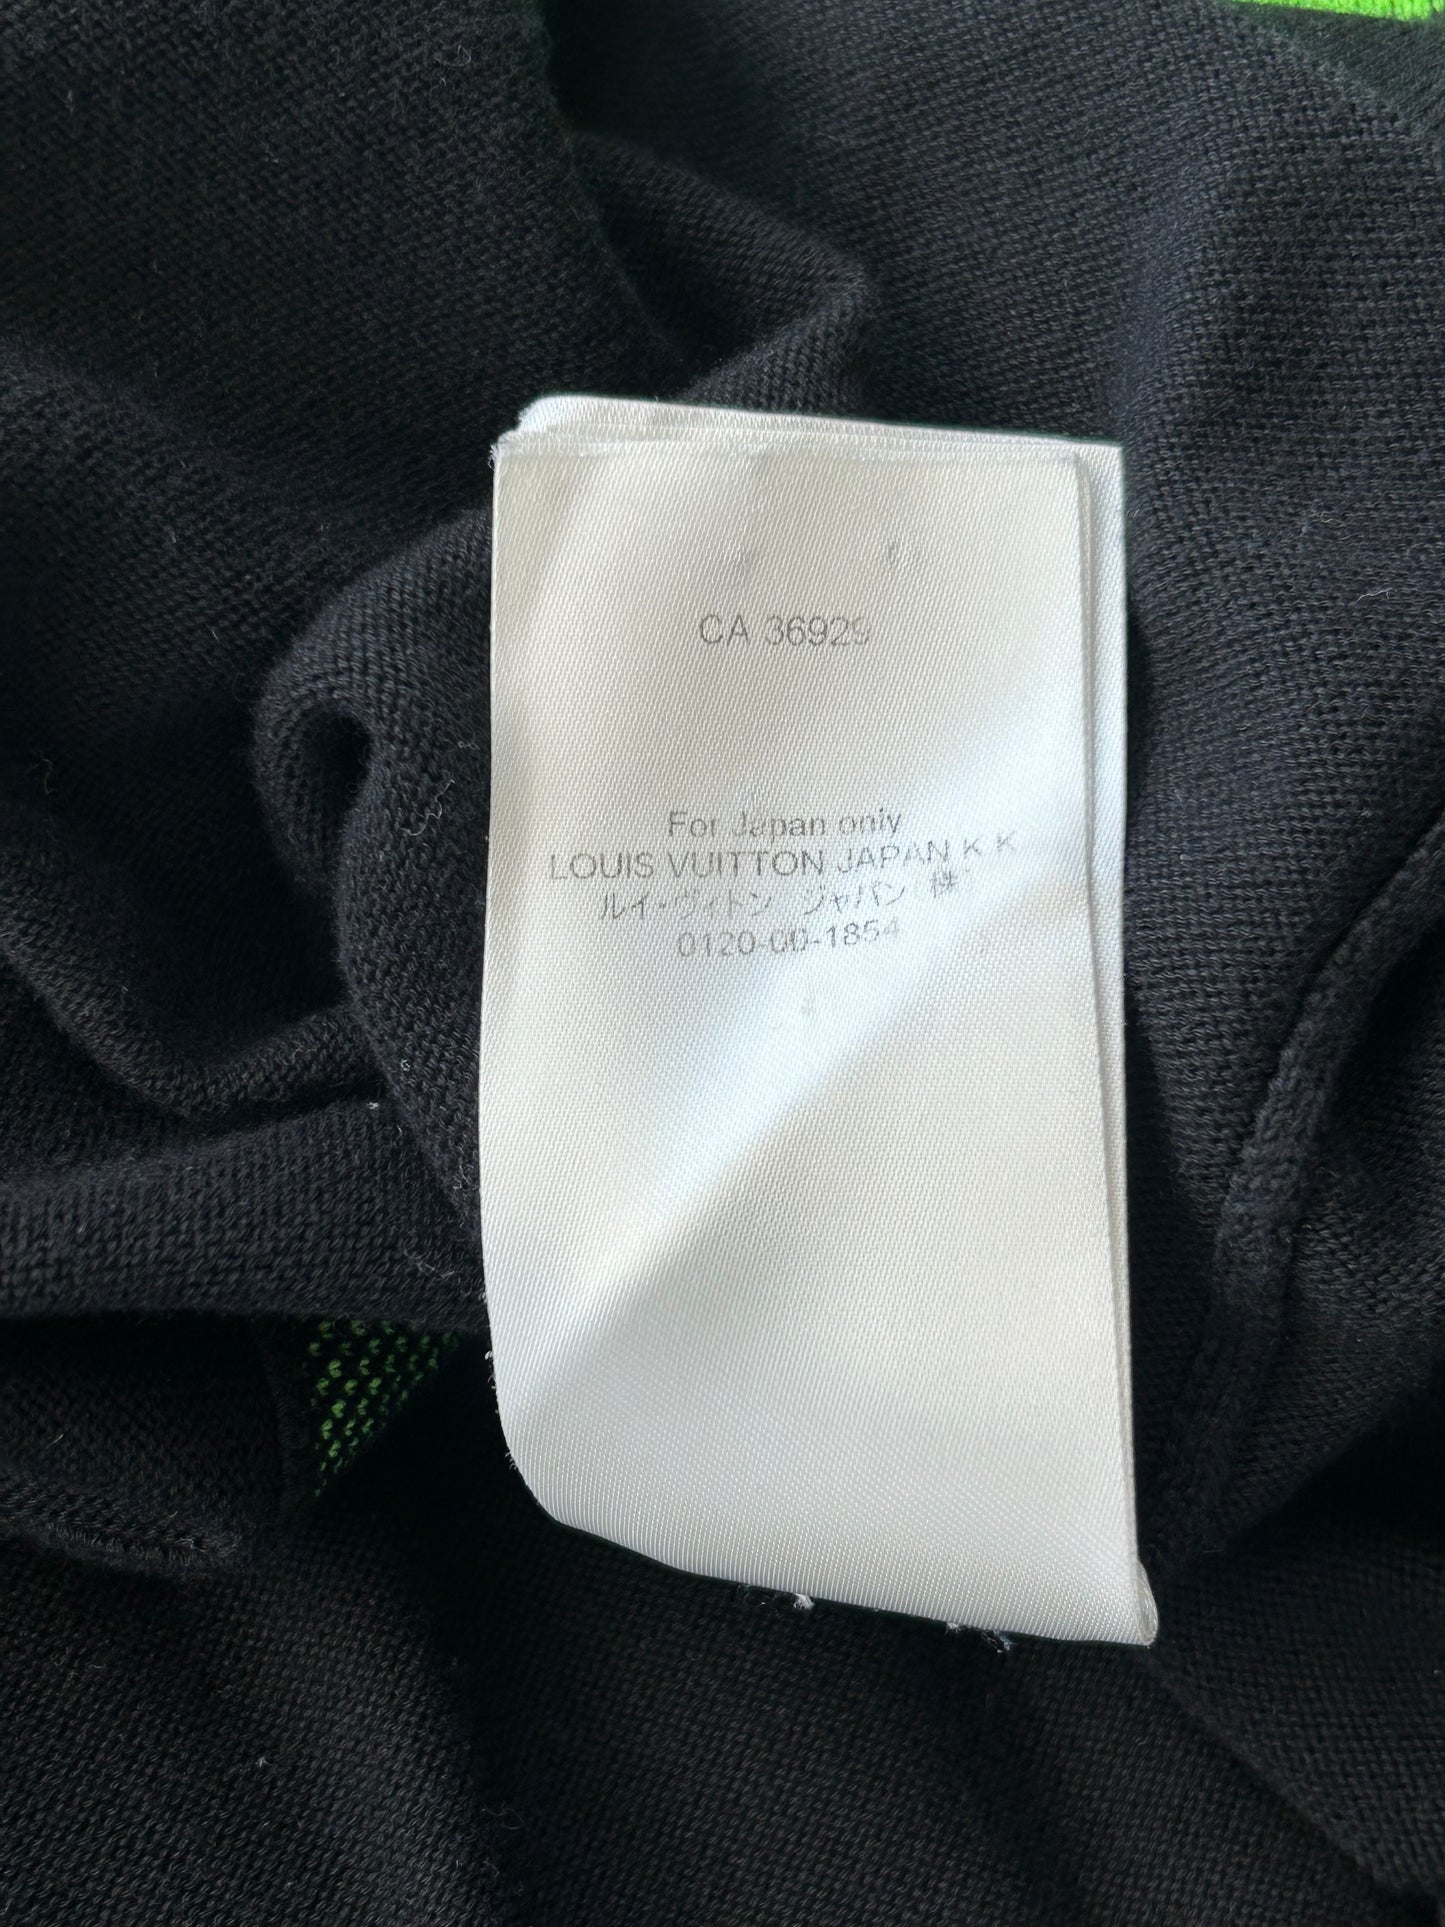 CA 36929
For Japan only
LOUIS VUITTON JAPAN K K
ルイ・ヴィトン ジャパン(株)
0120-00-1854